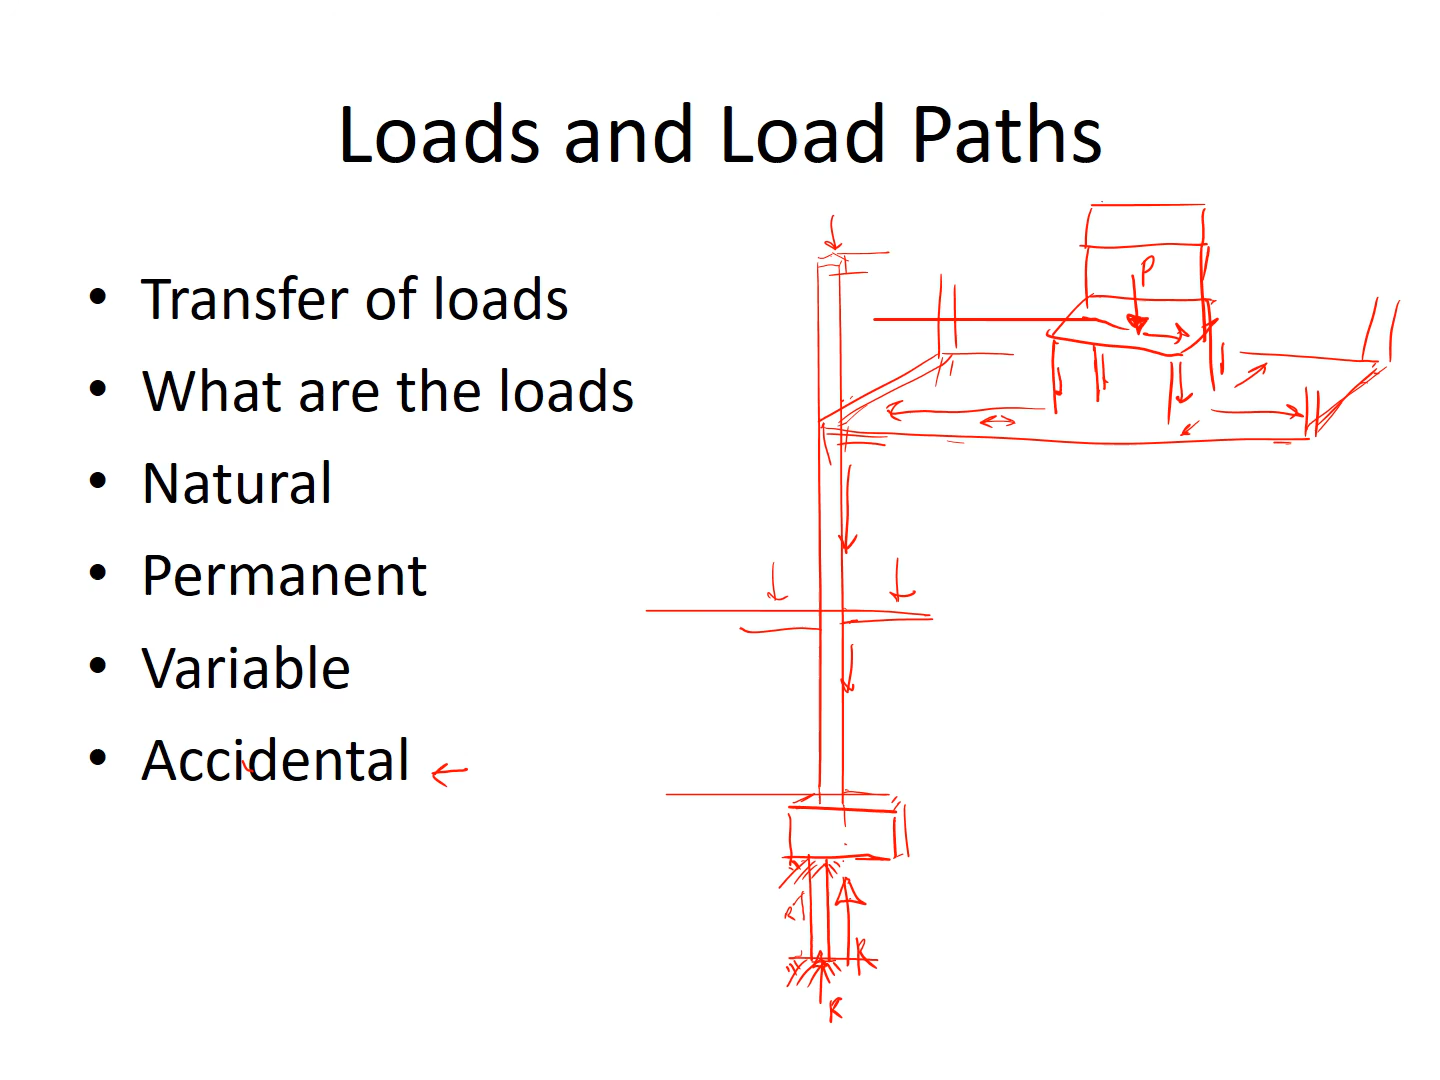 Loads and Load Paths
• Transfer of loads
• What are the loads
• Natural
• Permanent
• Variable
• Accidental
P
R
R